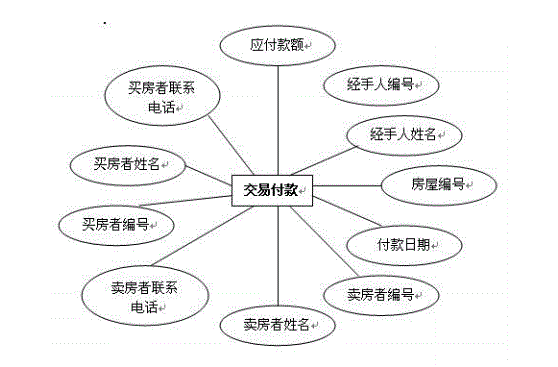 应付款额
买房者联系
电话
经手人编号
经手人姓名
买房者姓名
交易付款
房屋编号
买房者编号
付款日期
卖房者联系
电话
卖房者编号
卖房者姓名